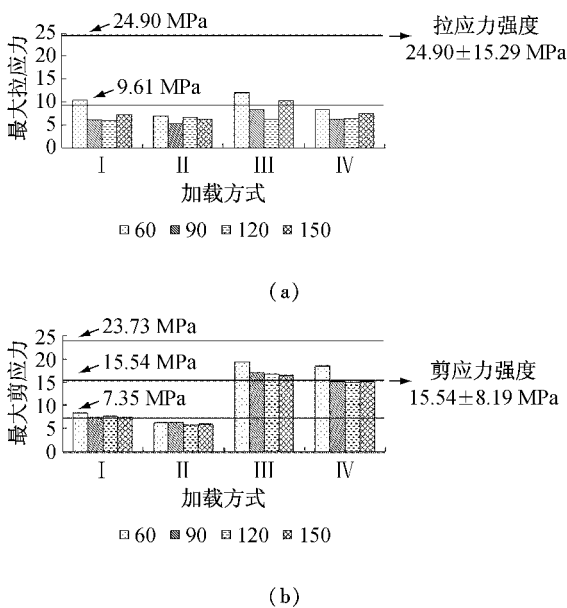 24.90 MPa
拉应力强度
24.90±15.29 MPa
9.61 MPa
最大拉应力
25
20
15
10
5
0
I II III IV
加载方式
60 90 120 150
(a)
23.73 MPa
15.54 MPa
剪应力强度
15.54±8.19 MPa
7.35 MPa
最大剪应力
25
20
15
10
5
0
I II III IV
加载方式
60 90 120 150
(b)